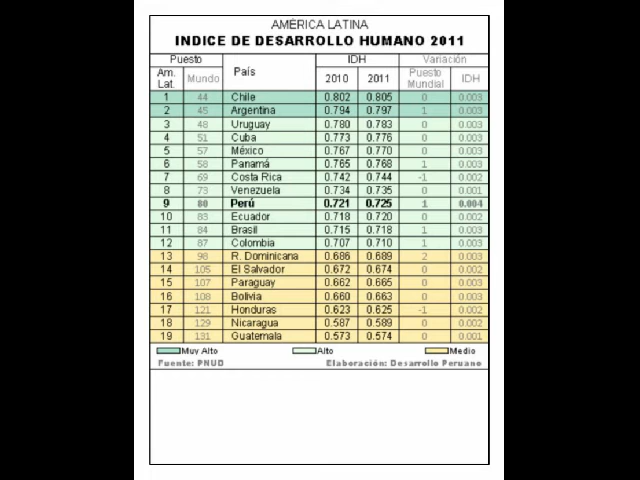 AMÉRICA LATINA
INDICE DE DESARROLLO HUMANO 2011
Puesto País IDH Variación
Am. Lat. Mundo 2010 2011 Puesto Mundial IDH
1 44 Chile 0.802 0.805 0 0.003
2 45 Argentina 0.794 0.797 1 0.003
3 48 Uruguay 0.780 0.783 0 0.003
4 51 Cuba 0.773 0.776 0 0.003
5 57 México 0.767 0.770 0 0.003
6 58 Panamá 0.765 0.768 1 0.003
7 69 Costa Rica 0.742 0.744 -1 0.002
8 73 Venezuela 0.734 0.735 0 0.001
9 80 Perú 0.721 0.725 1 0.004
10 83 Ecuador 0.718 0.720 0 0.002
11 84 Brasil 0.715 0.718 1 0.003
12 87 Colombia 0.707 0.710 1 0.003
13 98 R. Dominicana 0.686 0.689 2 0.003
14 105 El Salvador 0.672 0.674 0 0.002
15 107 Paraguay 0.662 0.665 0 0.003
16 108 Bolivia 0.660 0.663 0 0.003
17 121 Honduras 0.623 0.625 -1 0.002
18 129 Nicaragua 0.587 0.589 0 0.002
19 131 Guatemala 0.573 0.574 0 0.001
Muy Alto Alto Medio
Fuente: PNUD Elaboración: Desarrollo Peruano